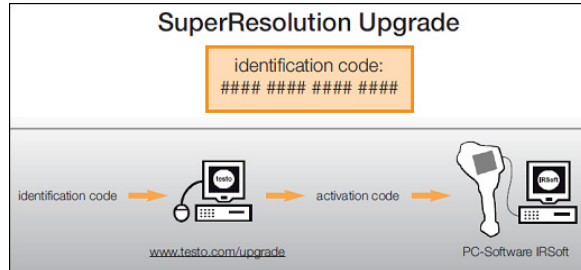 SuperResolution Upgrade
identification code:
#### #### #### ####
identification code
testo
activation code
IRSoft
www.testo.com/upgrade
PC-Software IRSoft